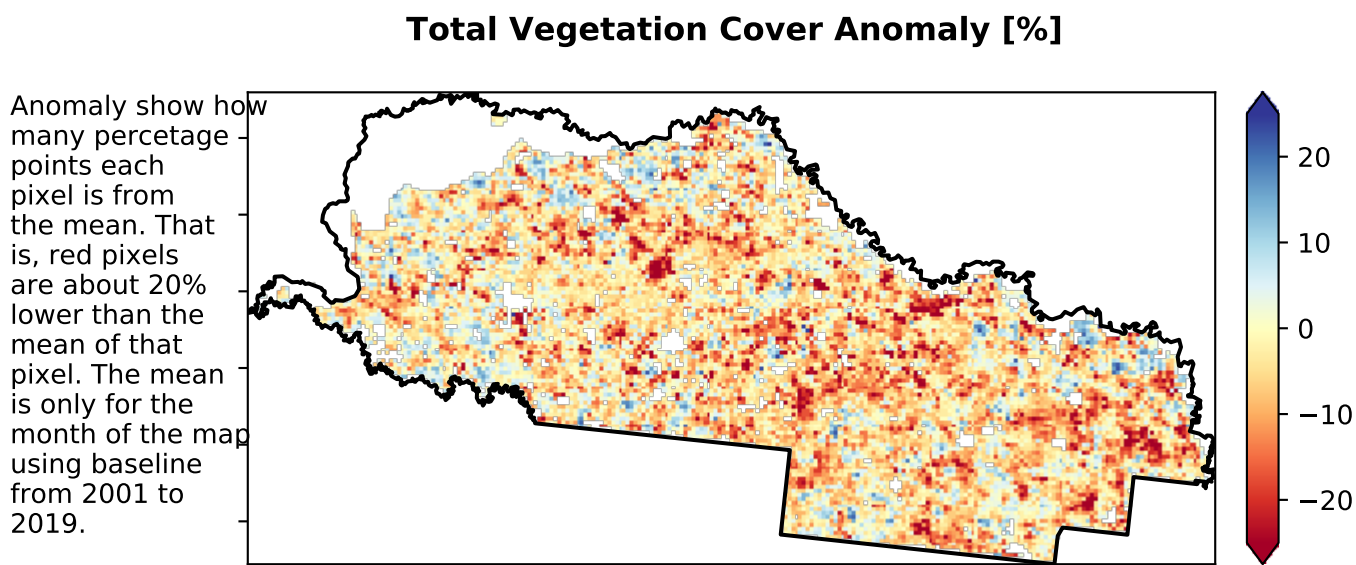 Total Vegetation Cover Anomaly [%]
Anomaly show how
many percetage
points each
pixel is from
the mean. That
is, red pixels
are about 20%
lower than the
mean of that
pixel. The mean
is only for the
month of the map
using baseline
from 2001 to
2019.
20
10
0
−10
−20